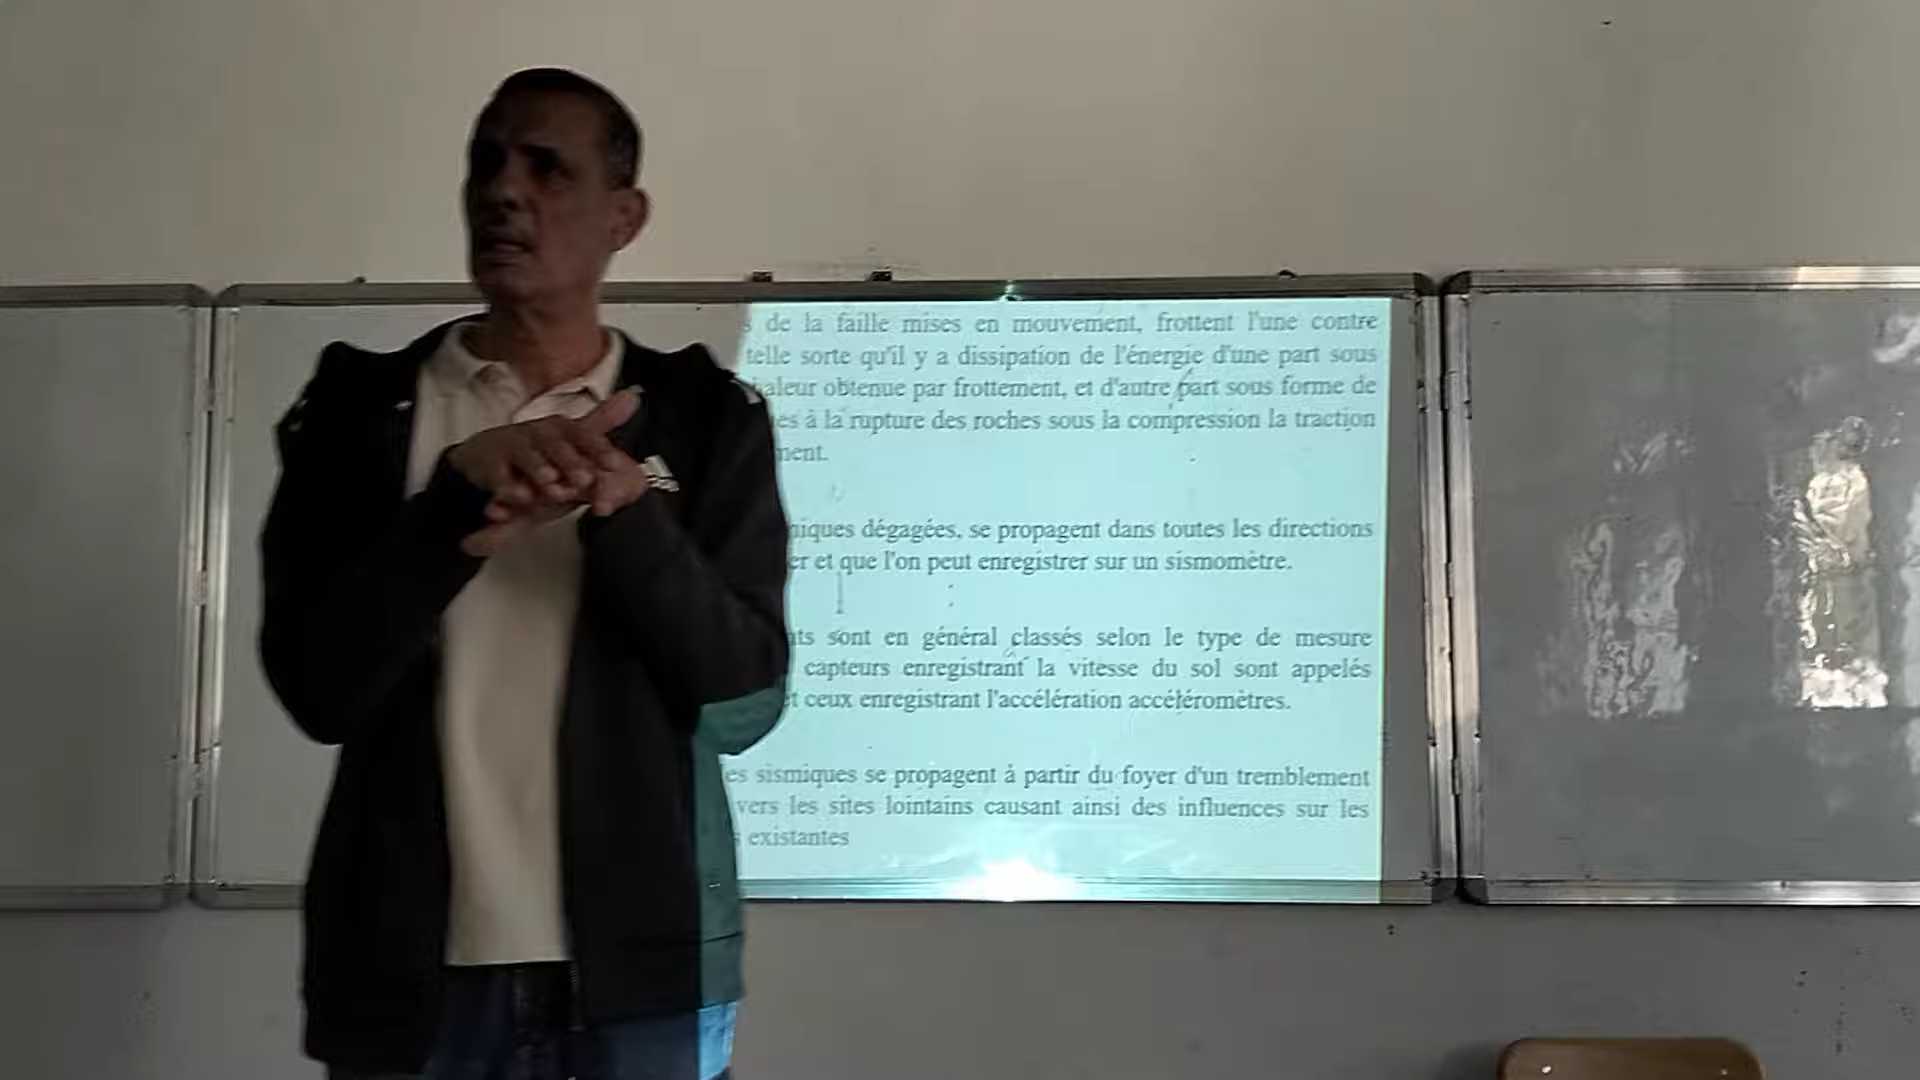 de la faille mises en mouvement, frottent l'une contre
telle sorte qu'il y a dissipation de l'énergie d'une part sous
haleur obtenue par frottement, et d'autre part sous forme de
es à la rupture des roches sous la compression la traction
ment.
miques dégagées, se propagent dans toutes les directions
er et que l'on peut enregistrer sur un sismomètre.
nts sont en général classés selon le type de mesure
capteurs enregistrant la vitesse du sol sont appelés
et ceux enregistrant l'accélération accéléromètres.
es sismiques se propagent à partir du foyer d'un tremblement
vers les sites lointains causant ainsi des influences sur les
s existantes